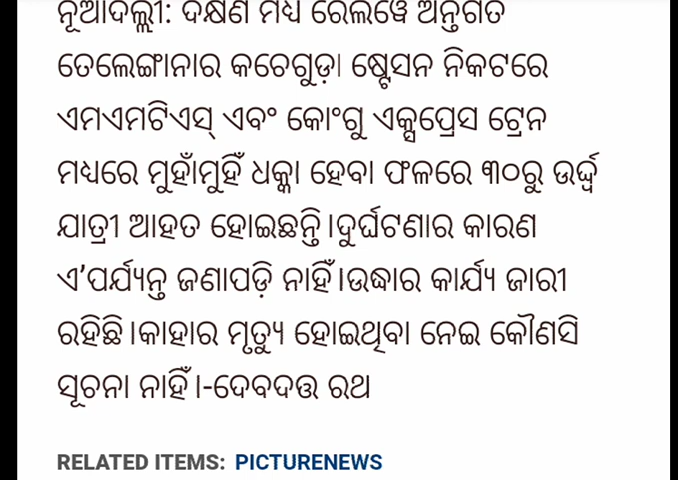 ନୂଆଦିଲ୍ଲୀ: ଦକ୍ଷିଣ ମଧ୍ୟ ରେଲୱେ ଅନ୍ତର୍ଗତ
ତେଲେଙ୍ଗାନାର କଚେଗୁଡ଼ା ଷ୍ଟେସନ ନିକଟରେ
ଏମଏମଟିଏସ୍ ଏବଂ କୋଂଗୁ ଏକ୍ସପ୍ରେସ ଟ୍ରେନ
ମଧ୍ୟରେ ମୁହାଁମୁହିଁ ଧକ୍କା ହେବା ଫଳରେ ୩୦ରୁ ଉର୍ଦ୍ଧ୍ୱ
ଯାତ୍ରୀ ଆହତ ହୋଇଛନ୍ତି ।ଦୁର୍ଘଟଣାର କାରଣ
ଏ’ପର୍ଯ୍ୟନ୍ତ ଜଣାପଡ଼ି ନାହିଁ ।ଉଦ୍ଧାର କାର୍ଯ୍ୟ ଜାରୀ
ରହିଛି ।କାହାର ମୃତ୍ୟୁ ହୋଇଥିବା ନେଇ କୌଣସି
ସୂଚନା ନାହିଁ ।-ଦେବଦତ୍ତ ରଥ
RELATED ITEMS: PICTURENEWS